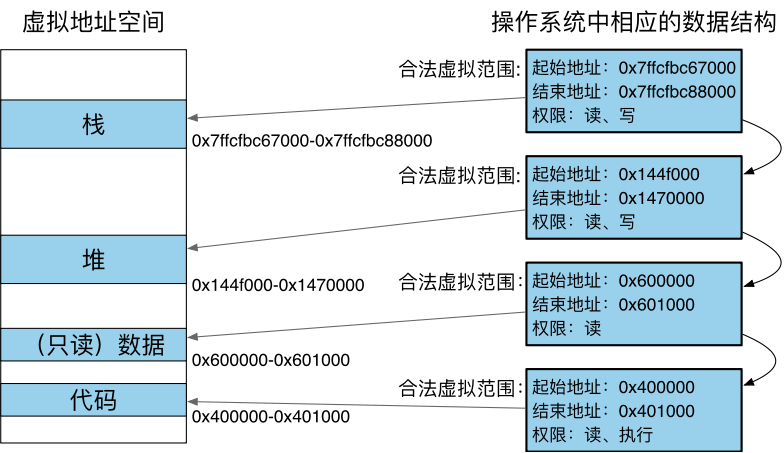 虚拟地址空间
操作系统中相应的数据结构
合法虚拟范围:
起始地址：0x7ffcfbc67000
结束地址：0x7ffcfbc88000
权限：读、写
栈
0x7ffcfbc67000-0x7ffcfbc88000
合法虚拟范围:
起始地址：0x144f000
结束地址：0x1470000
权限：读、写
堆
0x144f000-0x1470000
合法虚拟范围:
起始地址：0x600000
结束地址：0x601000
权限：读
（只读）数据
0x600000-0x601000
合法虚拟范围:
起始地址：0x400000
结束地址：0x401000
权限：读、执行
代码
0x400000-0x401000